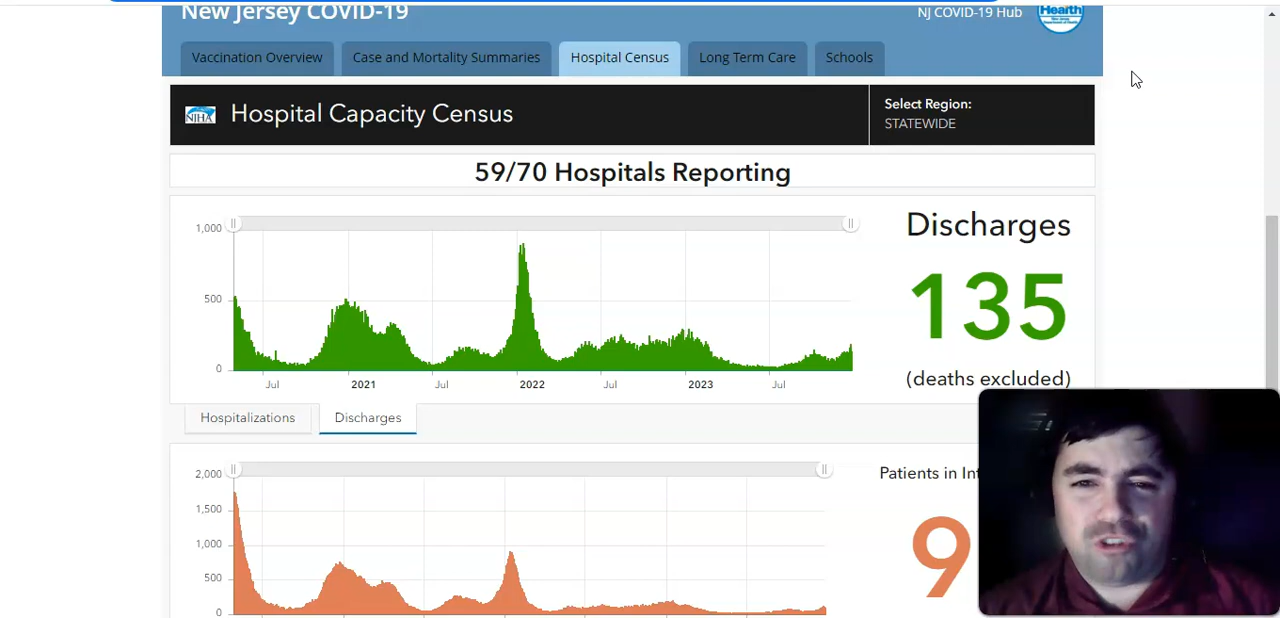 New Jersey COVID-19
NJ COVID-19 Hub
Health
Vaccination Overview
Case and Mortality Summaries
Hospital Census
Long Term Care
Schools
NJHA
Hospital Capacity Census
Select Region:
STATEWIDE
59/70 Hospitals Reporting
1,000
500
0
Jul
2021
Jul
2022
Jul
2023
Jul
Discharges
135
(deaths excluded)
Hospitalizations
Discharges
2,000
1,500
1,000
500
0
Patients in Int
9